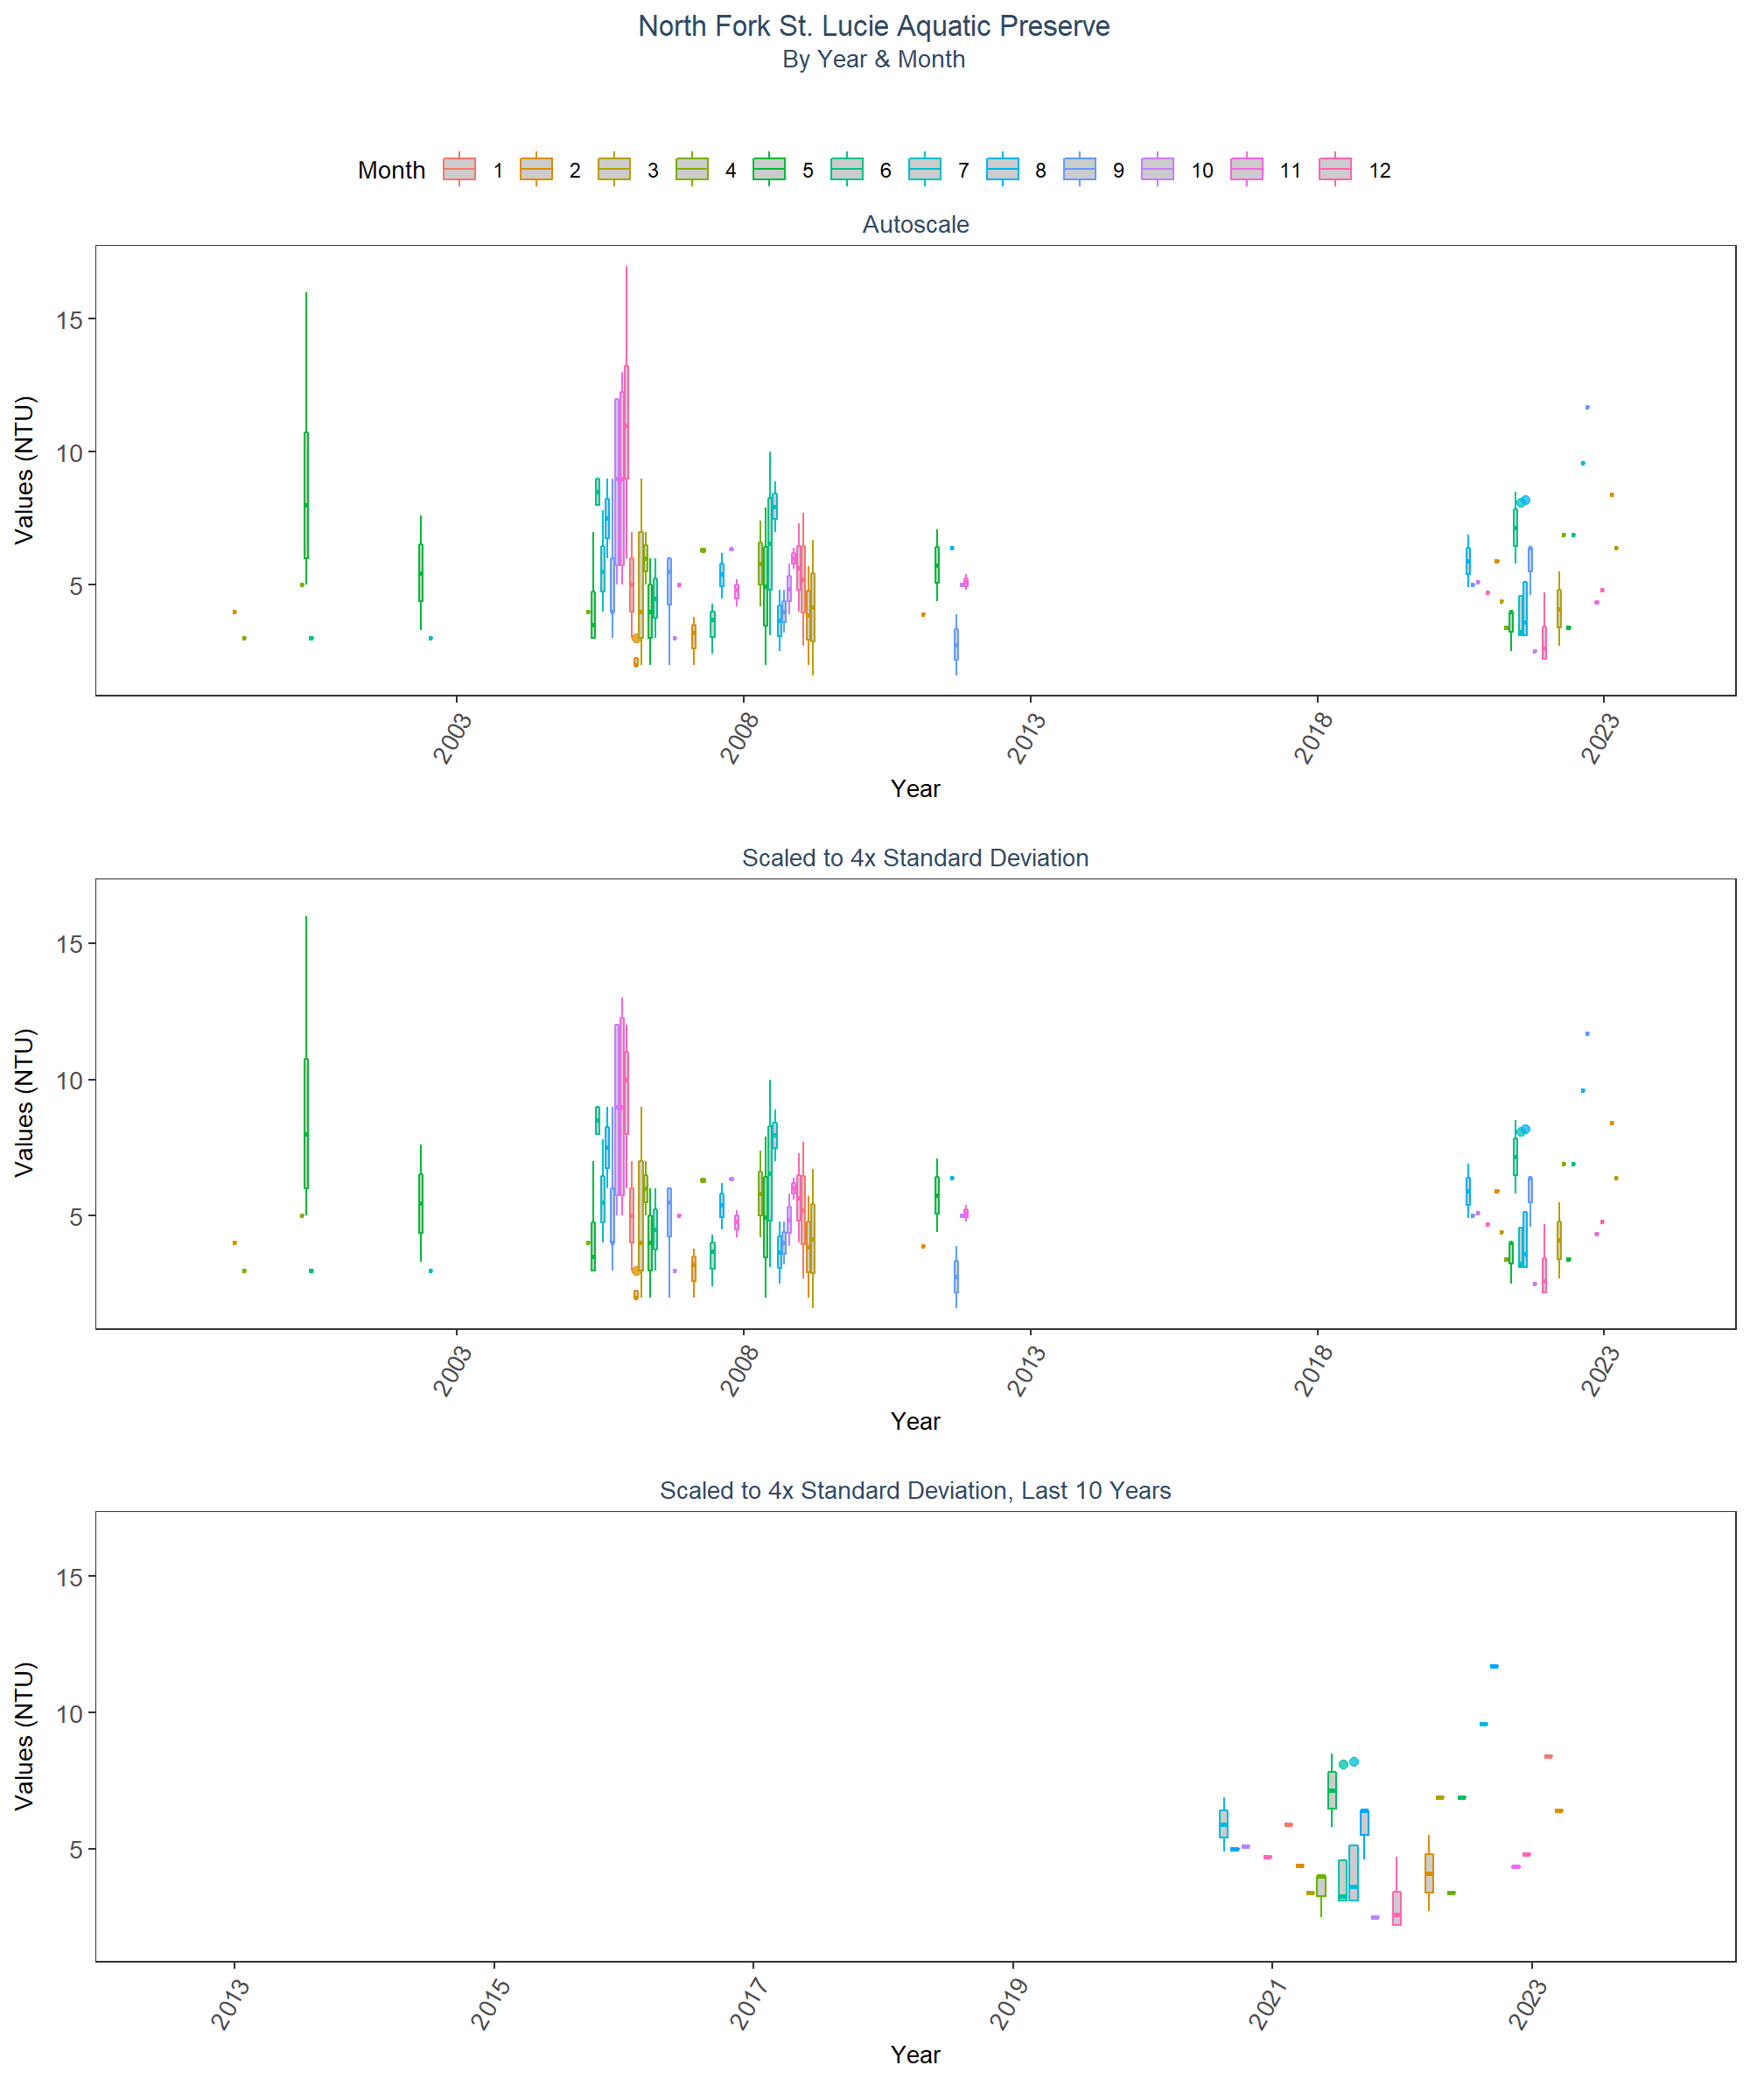 North Fork St. Lucie Aquatic Preserve
By Year & Month
Month 1 2 3 4 5 6 7 8 9 10 11 12
Autoscale
Values (NTU)
15
10
5
2003 2008 2013 2018 2023
Year
Scaled to 4x Standard Deviation
Values (NTU)
15
10
5
2003 2008 2013 2018 2023
Year
Scaled to 4x Standard Deviation, Last 10 Years
Values (NTU)
15
10
5
2013 2015 2017 2019 2021 2023
Year